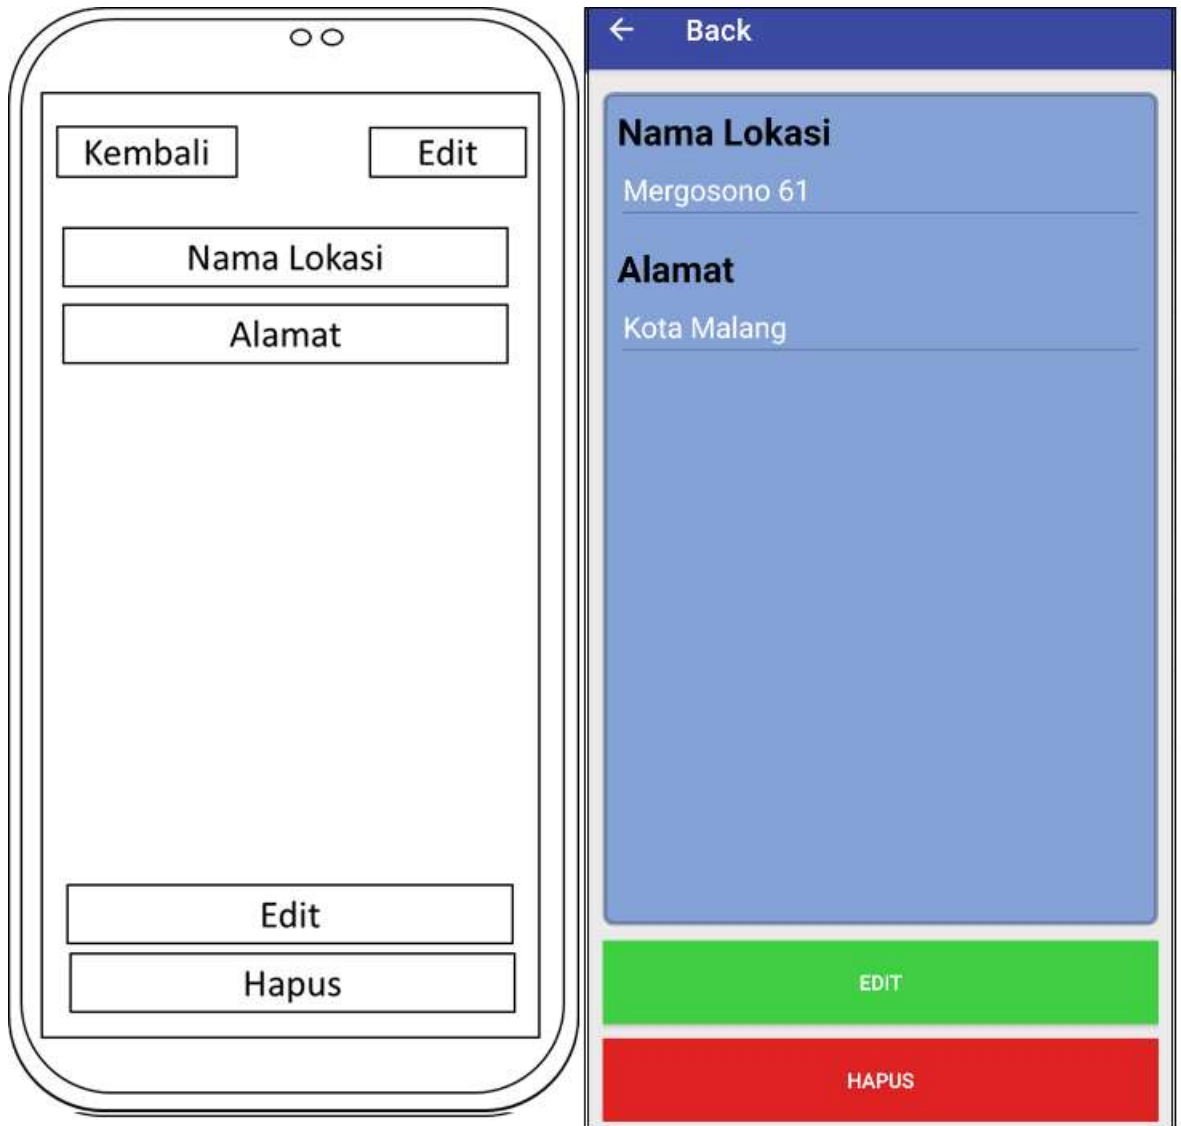 Kembali
Edit
Nama Lokasi
Alamat
Edit
Hapus
Back
Nama Lokasi
Mergosono 61
Alamat
Kota Malang
EDIT
HAPUS